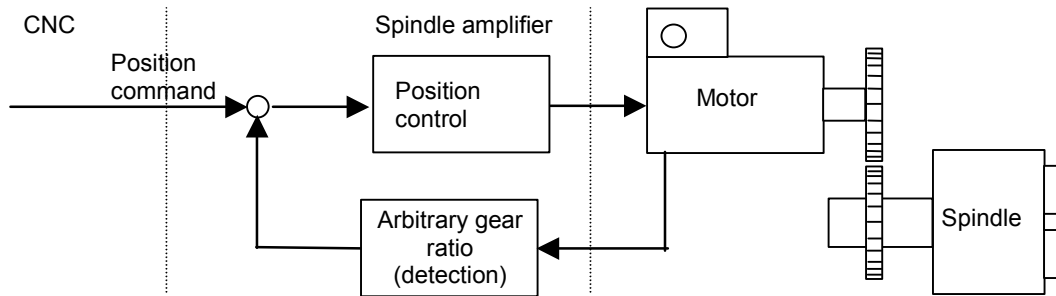 CNC
Spindle amplifier
Position
command
Position
control
Motor
Arbitrary gear
ratio
(detection)
Spindle